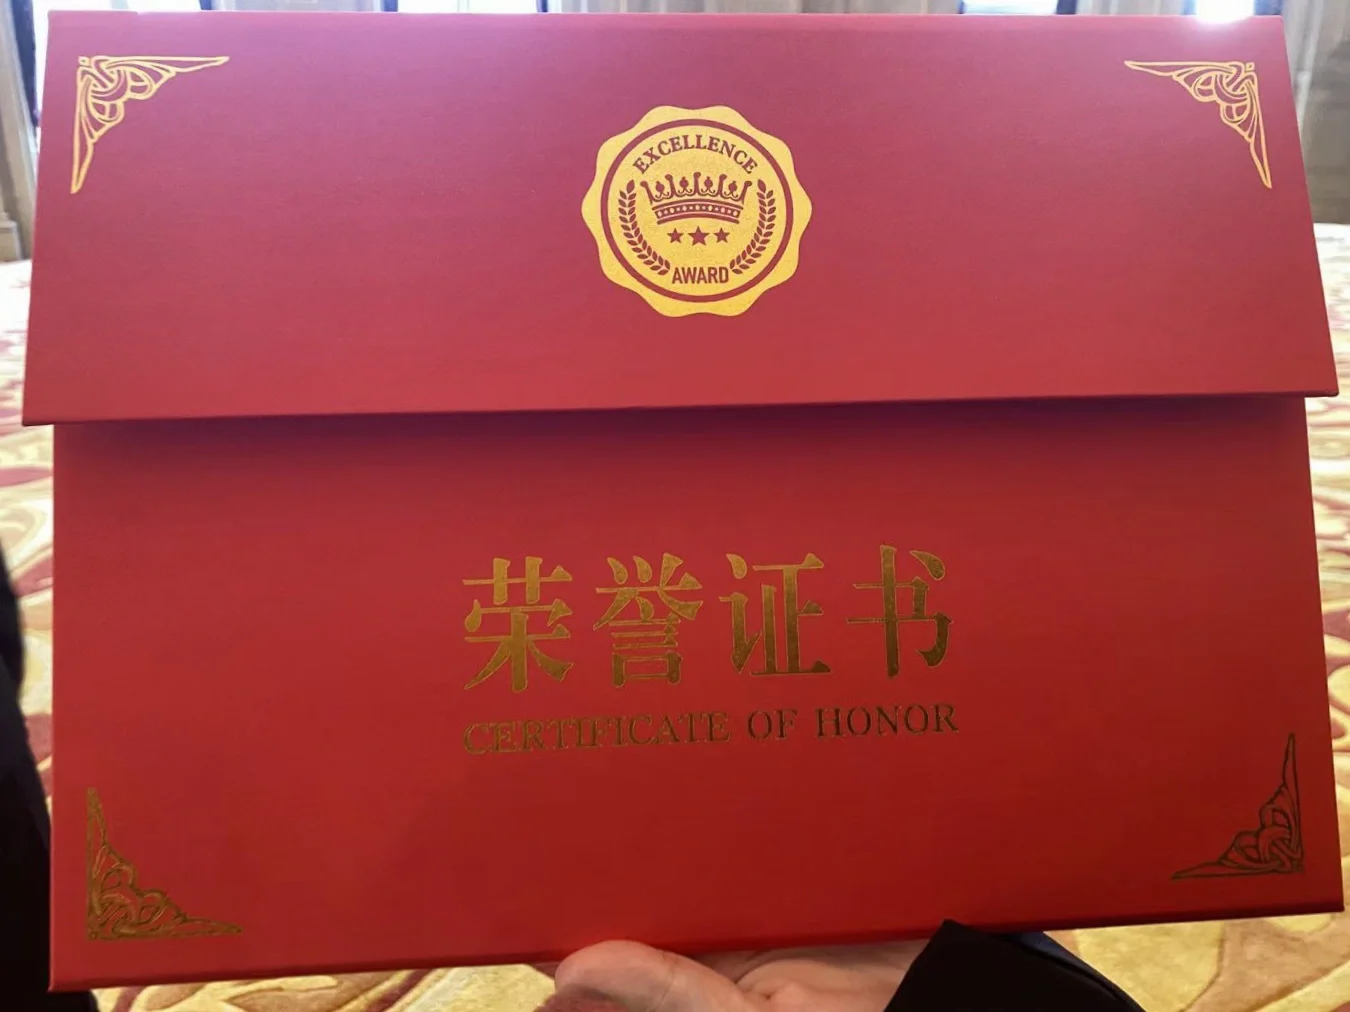 EXCELLENCE
AWARD
荣誉证书
CERTIFICATE OF HONOR